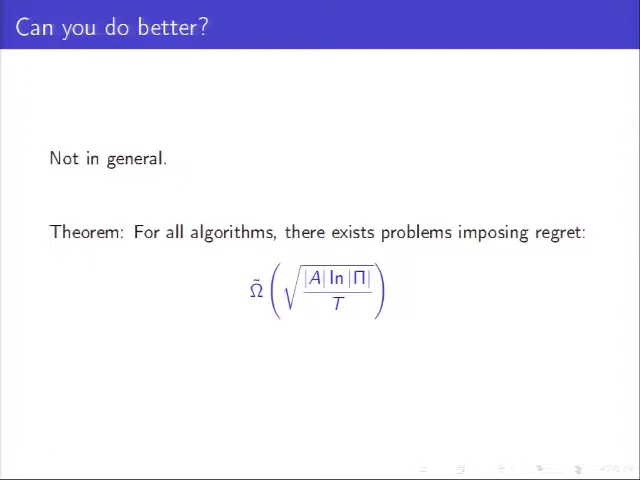 Can you do better?
Not in general.
Theorem: For all algorithms, there exists problems imposing regret:
Ω̃(√(|A| ln |Π| / T))